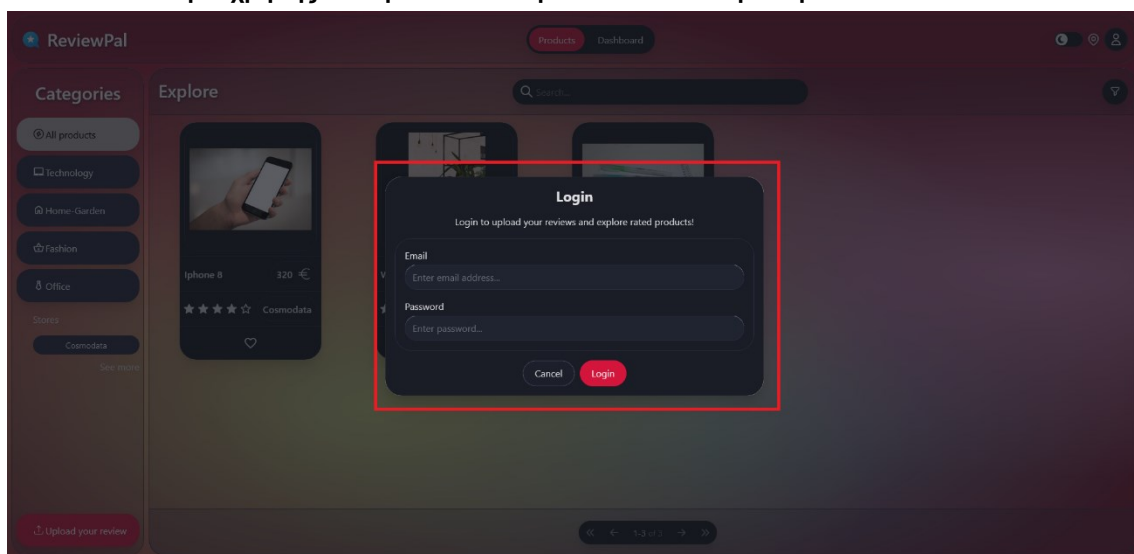 ReviewPal
Products Dashboard
Categories
Explore
Search...
All products
Technology
Home-Garden
Fashion
Office
Stores
Cosmodata
See more
Iphone 8 320 €
Cosmodata
Login
Login to upload your reviews and explore rated products!
Email
Enter email address...
Password
Enter password...
Cancel Login
Upload your review
1-3 of 3